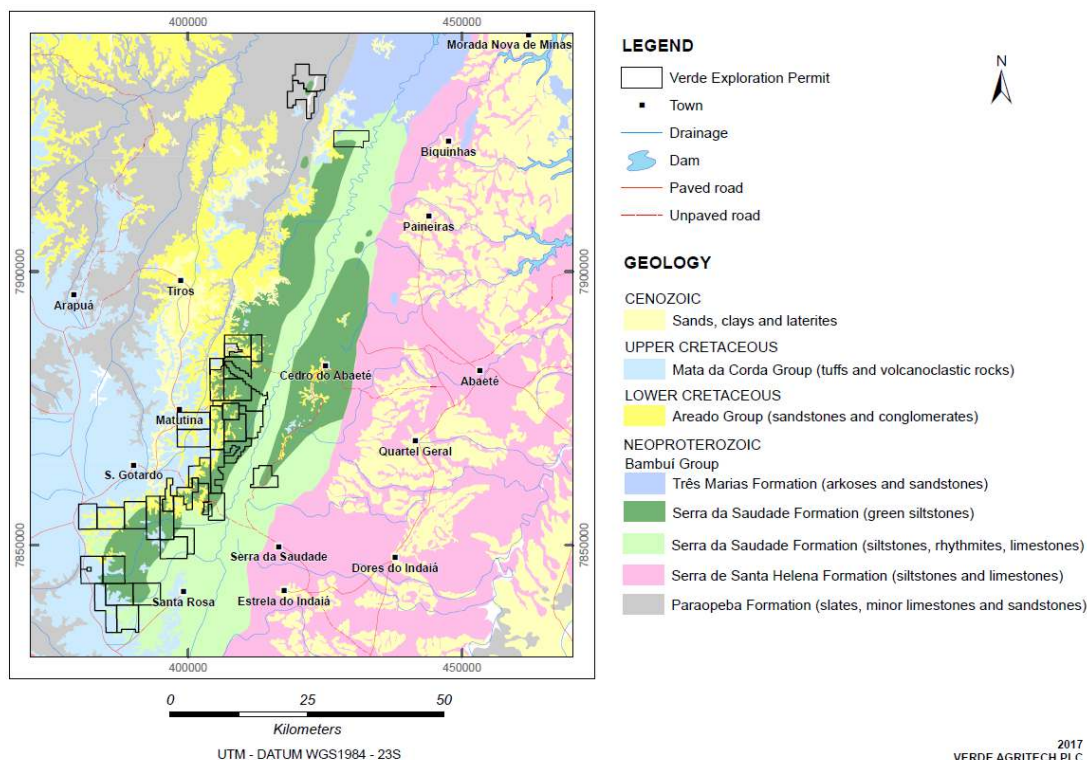 400000
450000
Morada Nova de Minas
Biquinhas
Paineiras
7900000
7900000
Tiros
Arapuá
Cedro do Abaeté
Abaeté
Matutina
Quartel Geral
S. Gotardo
7850000
7850000
Serra da Saudade
Dores do Indaiá
Santa Rosa
Estrela do Indaiá
400000
450000
0 25 50
Kilometers
UTM - DATUM WGS1984 - 23S
LEGEND
N
Verde Exploration Permit
Town
Drainage
Dam
Paved road
Unpaved road
GEOLOGY
CENOZOIC
Sands, clays and laterites
UPPER CRETACEOUS
Mata da Corda Group (tuffs and volcanoclastic rocks)
LOWER CRETACEOUS
Areado Group (sandstones and conglomerates)
NEOPROTEROZOIC
Bambuí Group
Três Marias Formation (arkoses and sandstones)
Serra da Saudade Formation (green siltstones)
Serra da Saudade Formation (siltstones, rhythmites, limestones)
Serra de Santa Helena Formation (siltstones and limestones)
Paraopeba Formation (slates, minor limestones and sandstones)
2017
VERDE AGRITECH PLC